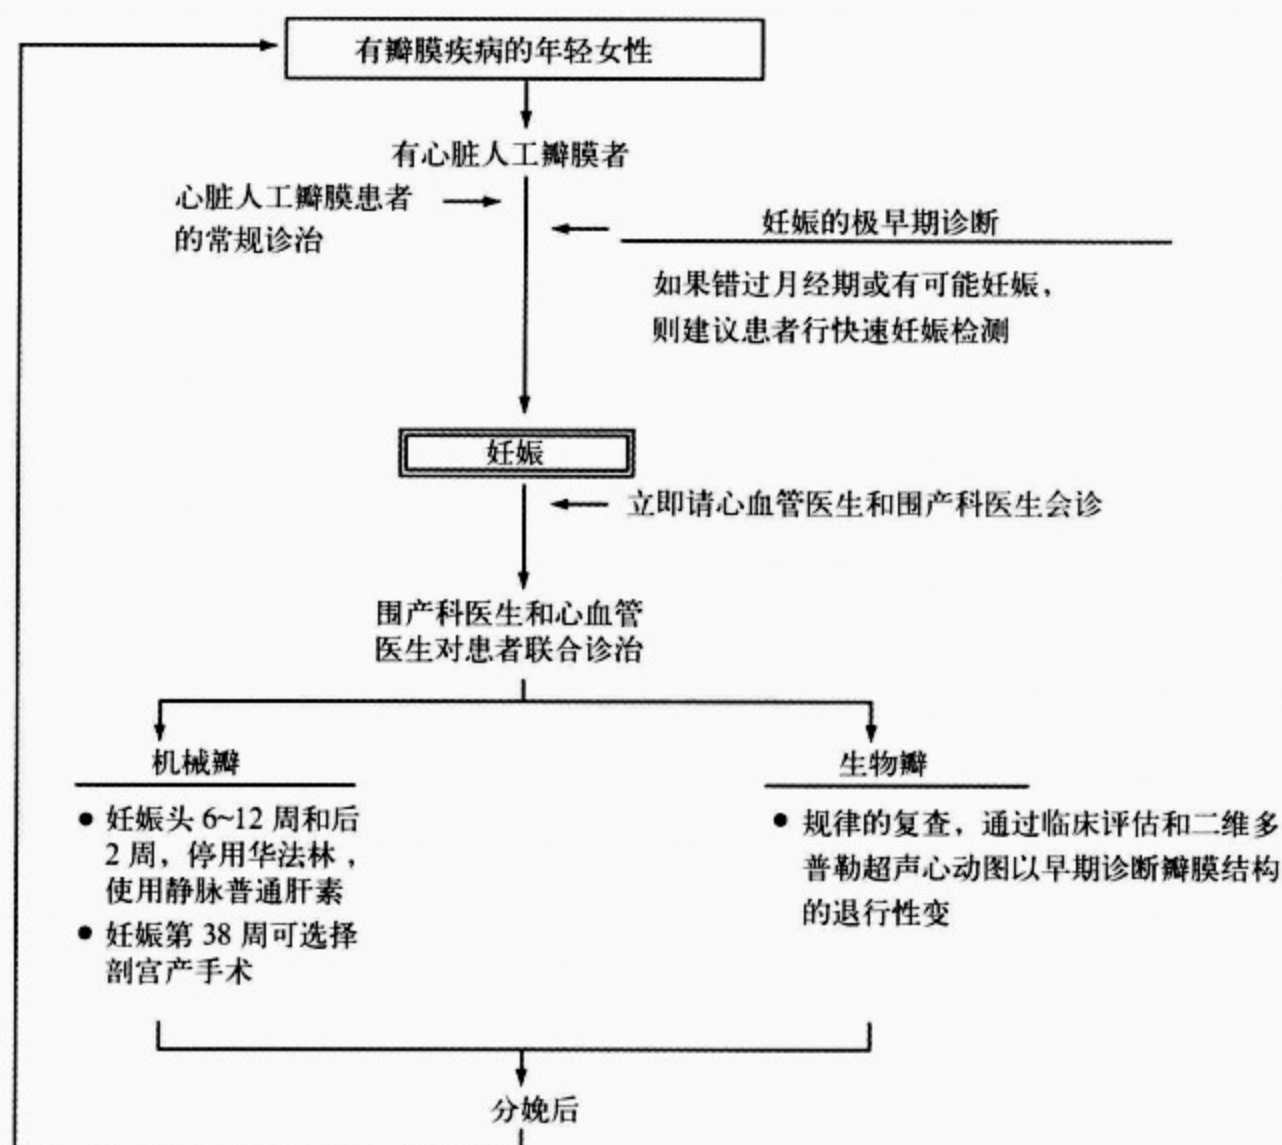 有瓣膜疾病的年轻女性
有心脏人工瓣膜者
心脏人工瓣膜患者
的常规诊治
妊娠的极早期诊断
如果错过月经期或有可能妊娠，
则建议患者行快速妊娠检测
妊娠
立即请心血管医生和围产科医生会诊
围产科医生和心血管
医生对患者联合诊治
机械瓣
● 妊娠头 6~12 周和后
2 周，停用华法林，
使用静脉普通肝素
● 妊娠第 38 周可选择
剖宫产手术
生物瓣
● 规律的复查，通过临床评估和二维多
普勒超声心动图以早期诊断瓣膜结构
的退行性变
分娩后